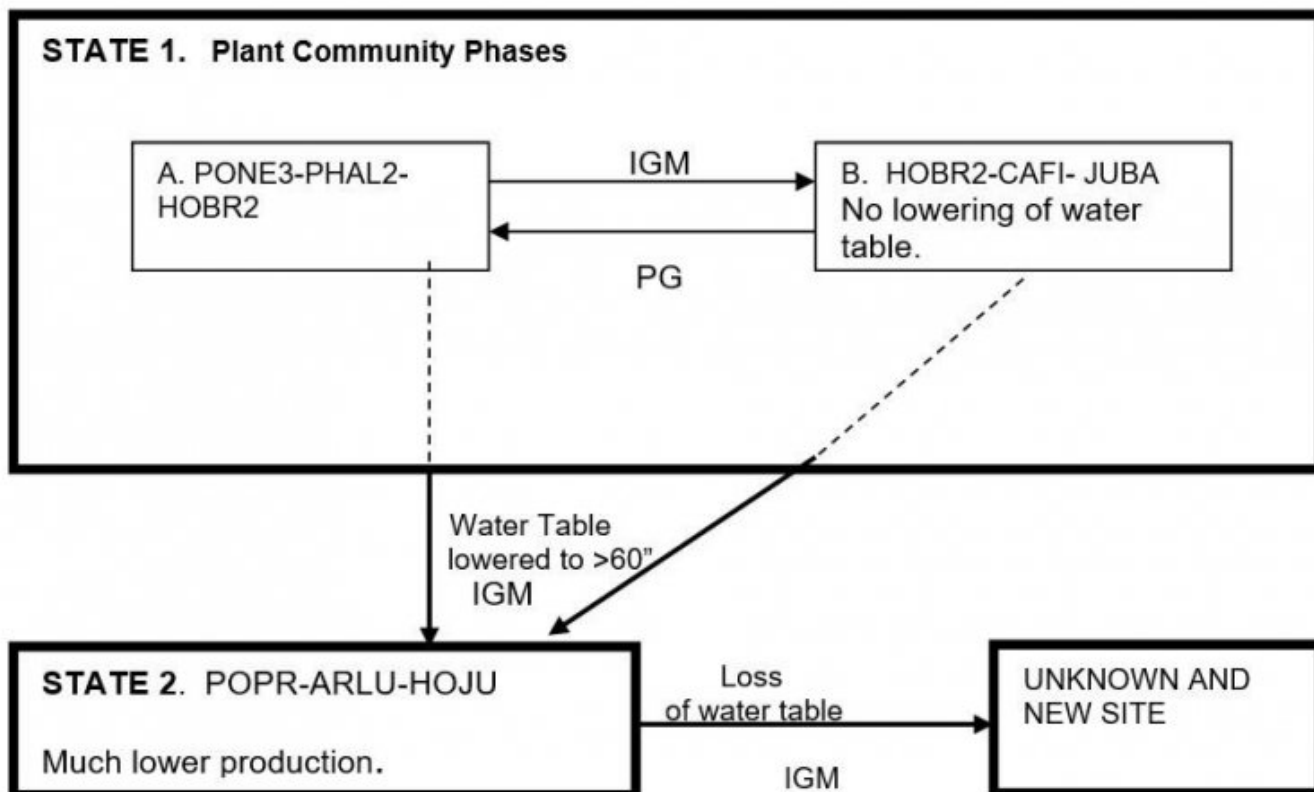 STATE 1. Plant Community Phases
A. PONE3-PHAL2-
HOBR2
IGM
PG
B. HOBR2-CAFI- JUBA
No lowering of water
table.
Water Table
lowered to >60”
IGM
STATE 2. POPR-ARLU-HOJU
Much lower production.
Loss
of water table
IGM
UNKNOWN AND
NEW SITE